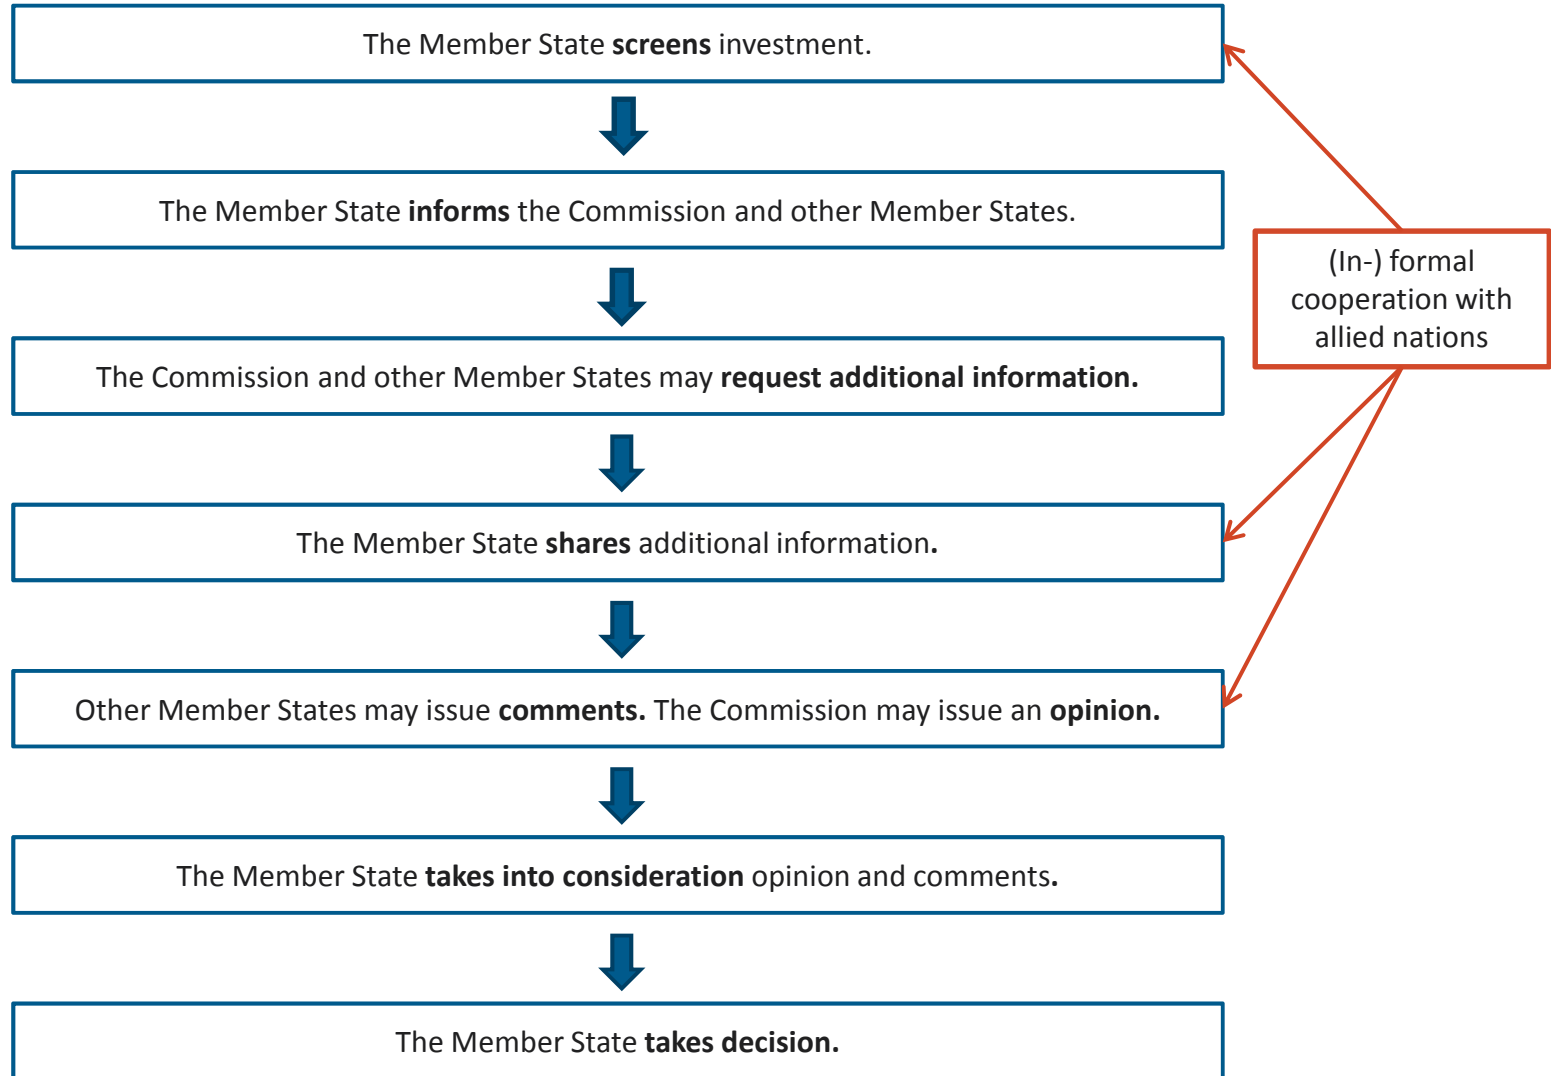 The Member State screens investment.
The Member State informs the Commission and other Member States.
(In-) formal
cooperation with
allied nations
The Commission and other Member States may request additional information.
The Member State shares additional information.
Other Member States may issue comments. The Commission may issue an opinion.
The Member State takes into consideration opinion and comments.
The Member State takes decision.